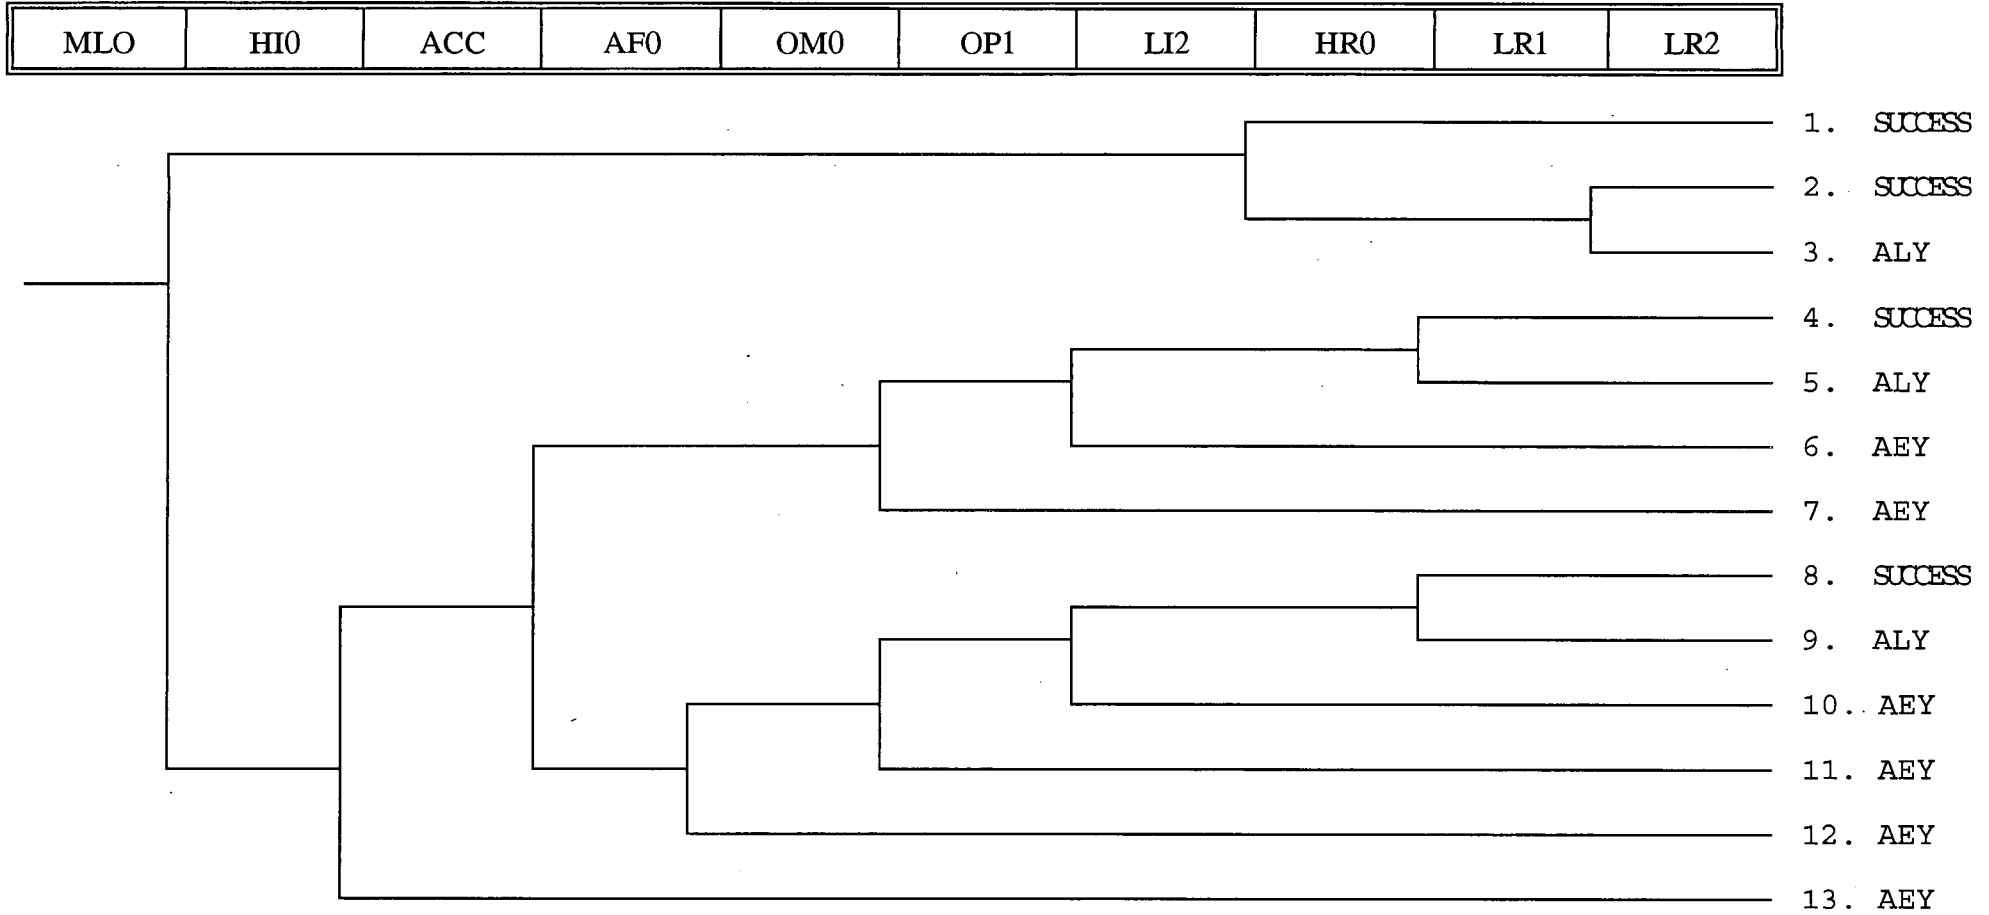 MLO HI0 ACC AF0 OM0 OP1 LI2 HR0 LR1 LR2
1. SUCCESS
2. SUCCESS
3. ALY
4. SUCCESS
5. ALY
6. AEY
7. AEY
8. SUCCESS
9. ALY
10. AEY
11. AEY
12. AEY
13. AEY